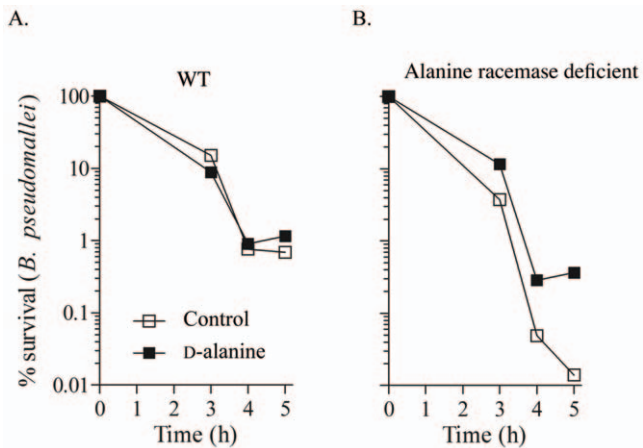 A.
WT
% survival (B. pseudomallei)
100
10
1
0.1
0.01
Control
D-alanine
0 1 2 3 4 5
Time (h)
B.
Alanine racemase deficient
0 1 2 3 4 5
Time (h)